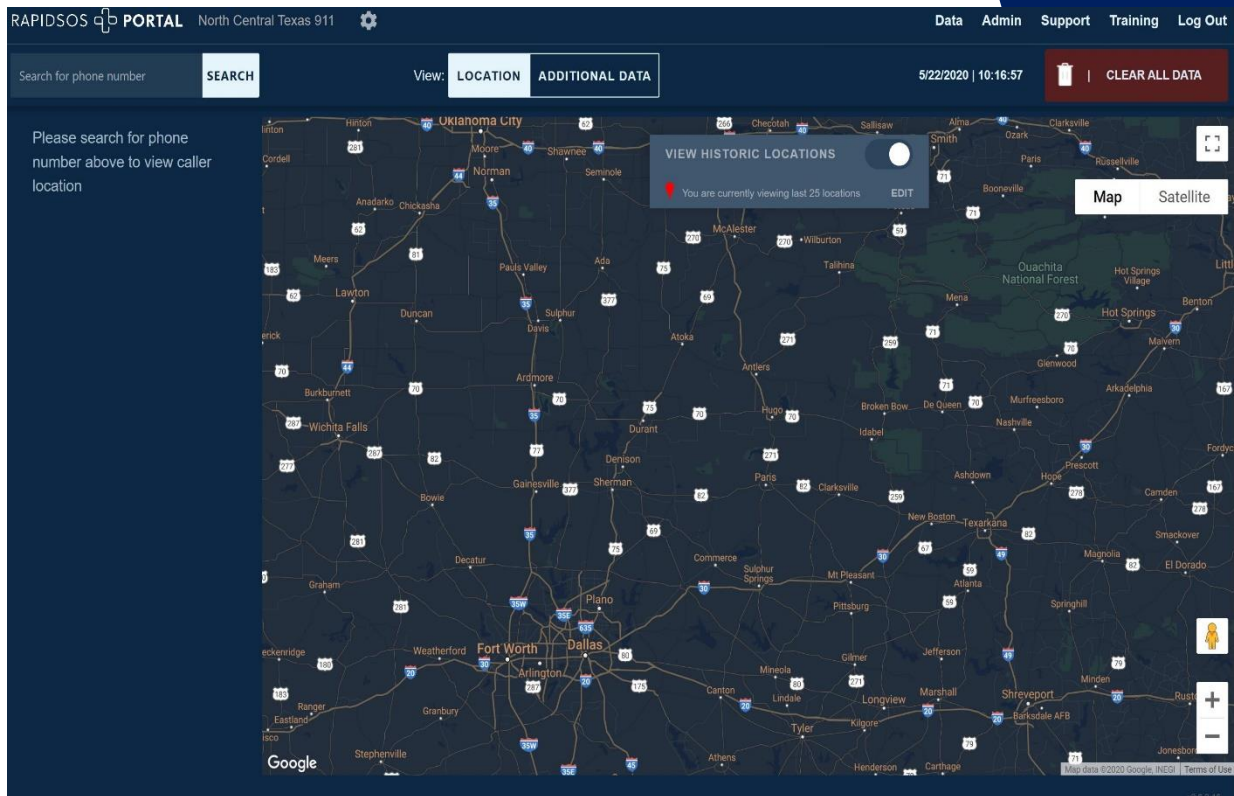 RAPIDSOS PORTAL North Central Texas 911
Data Admin Support Training Log Out
Search for phone number SEARCH
View: LOCATION ADDITIONAL DATA
5/22/2020 | 10:16:57
| CLEAR ALL DATA
Please search for phone
number above to view caller
location
VIEW HISTORIC LOCATIONS
You are currently viewing last 25 locations EDIT
Map Satellite
Hinton
Oklahoma City
Checotah
Sallisaw
Alma
Clarksville
Smith
Ozark
Cordell
Moore
Shawnee
Norman
Seminole
Paris
Russellville
Booneville
Anadarko
Chickasha
McAlester
Wilburton
Meers
Pauls Valley
Ada
Talihina
Ouachita
National Forest
Hot Springs
Village
Lawton
Duncan
Sulphur
Davis
Mena
Hot Springs
Benton
Atoka
Malvern
Glenwood
Antlers
Ardmore
Burkburnett
Arkadelphia
Wichita Falls
Durant
Hugo
Broken Bow
De Queen
Murfreesboro
Idabel
Nashville
Denison
Prescott
Gainesville
Sherman
Paris
Clarksville
Ashdown
Hope
Camden
Bowie
New Boston
Texarkana
Smackover
Decatur
Commerce
Sulphur
Springs
Mt Pleasant
Magnolia
El Dorado
Atlanta
Graham
Plano
Pittsburg
Springhill
Weatherford
Fort Worth
Dallas
Arlington
Gilmer
Jefferson
Mineola
Minden
Canton
Lindale
Longview
Marshall
Shreveport
Ranger
Eastland
Granbury
Tyler
Kilgore
Barksdale AFB
Stephenville
Athens
Henderson
Carthage
Google
Map data ©2020 Google, INEGI Terms of Use